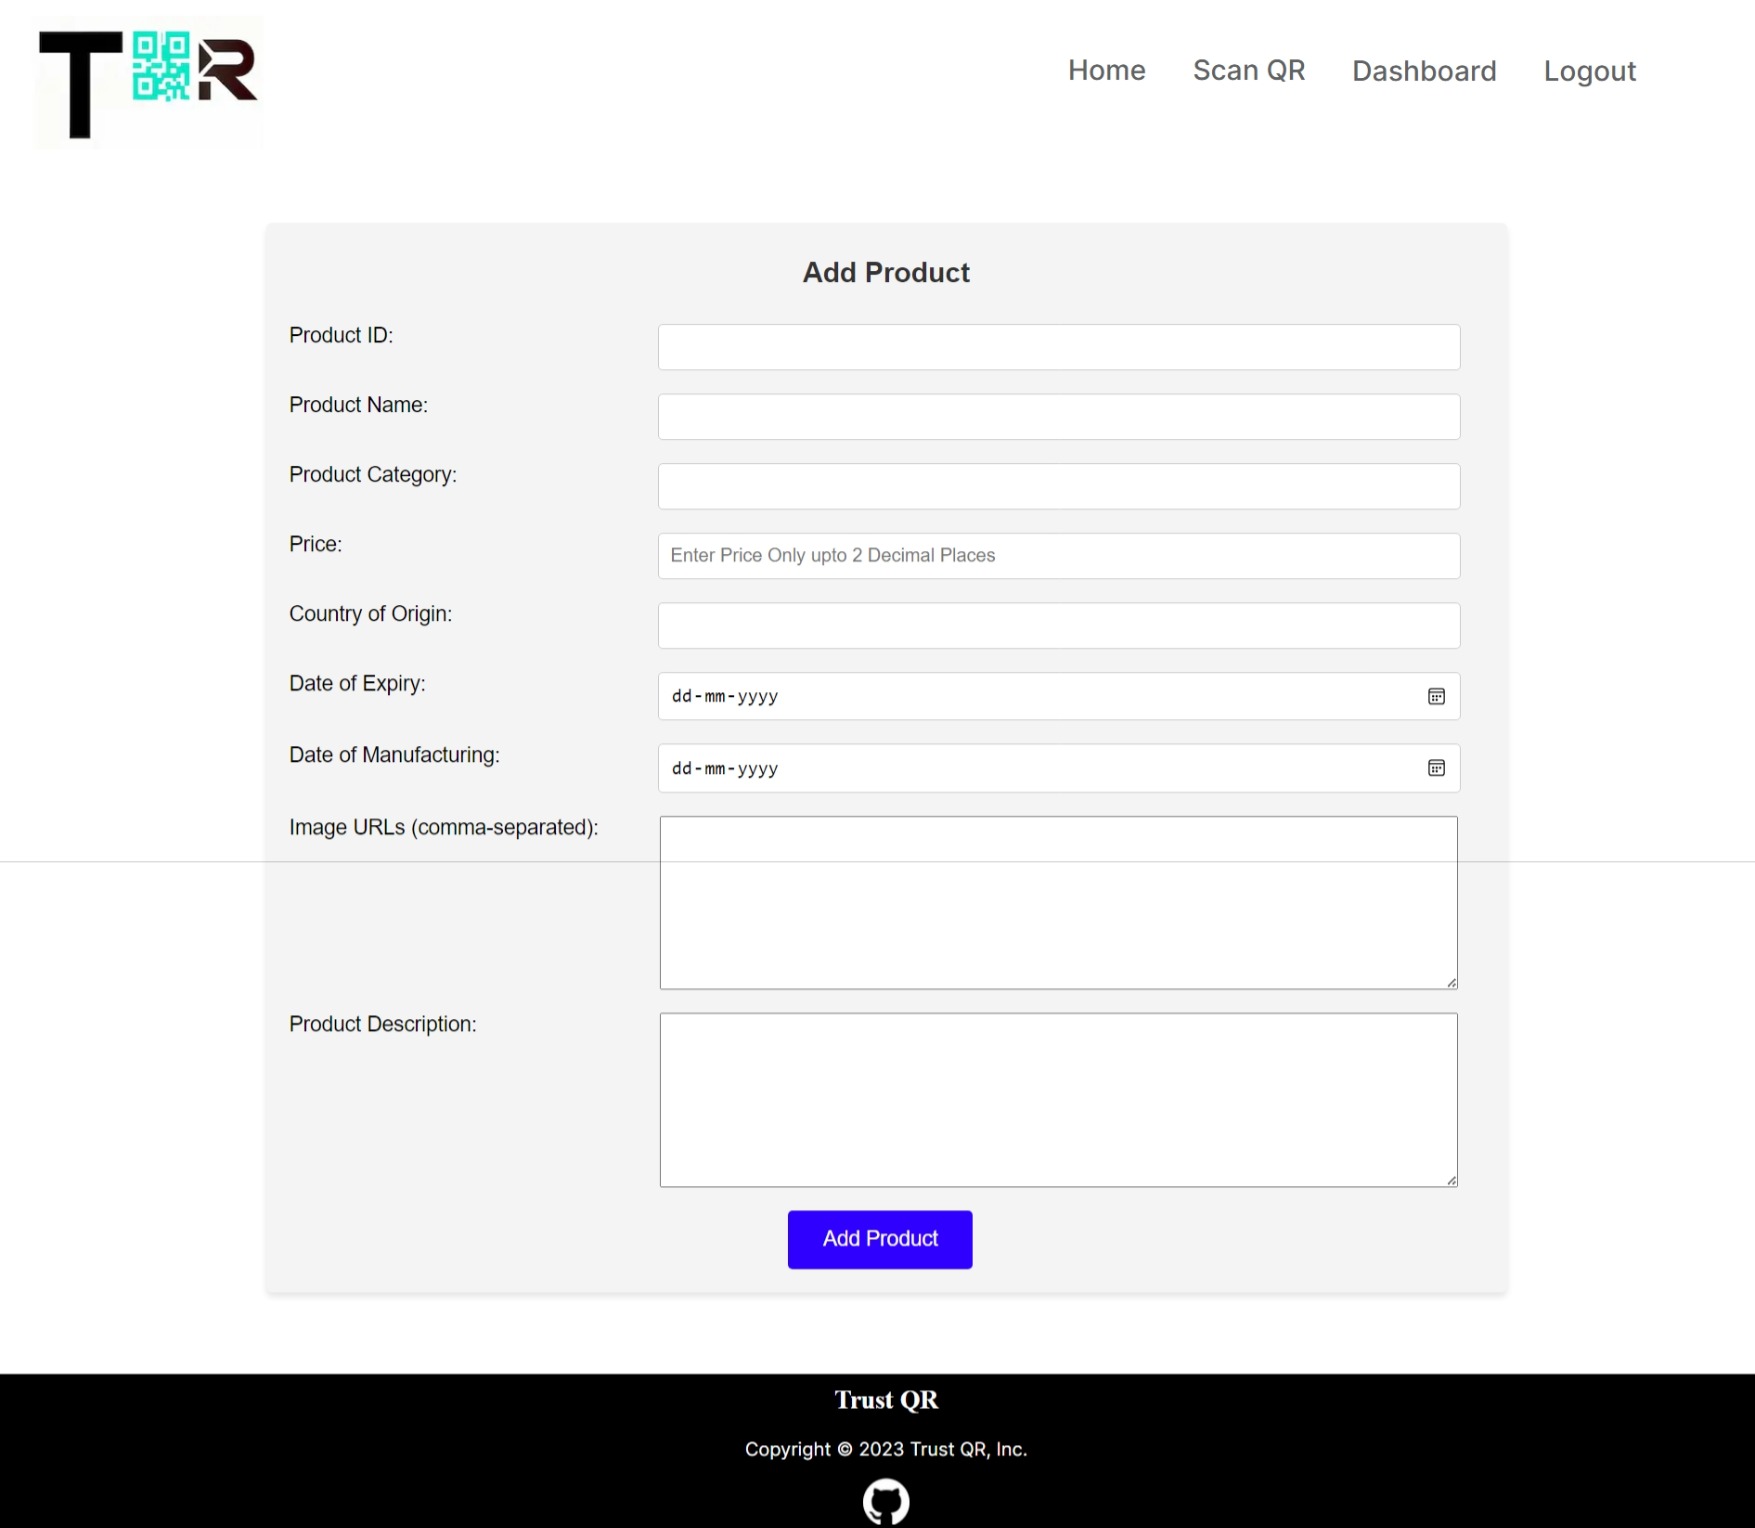 T R
Home Scan QR Dashboard Logout
Add Product
Product ID:
Product Name:
Product Category:
Price: Enter Price Only upto 2 Decimal Places
Country of Origin:
Date of Expiry: dd-mm-yyyy
Date of Manufacturing: dd-mm-yyyy
Image URLs (comma-separated):
Product Description:
Add Product
Trust QR
Copyright © 2023 Trust QR, Inc.